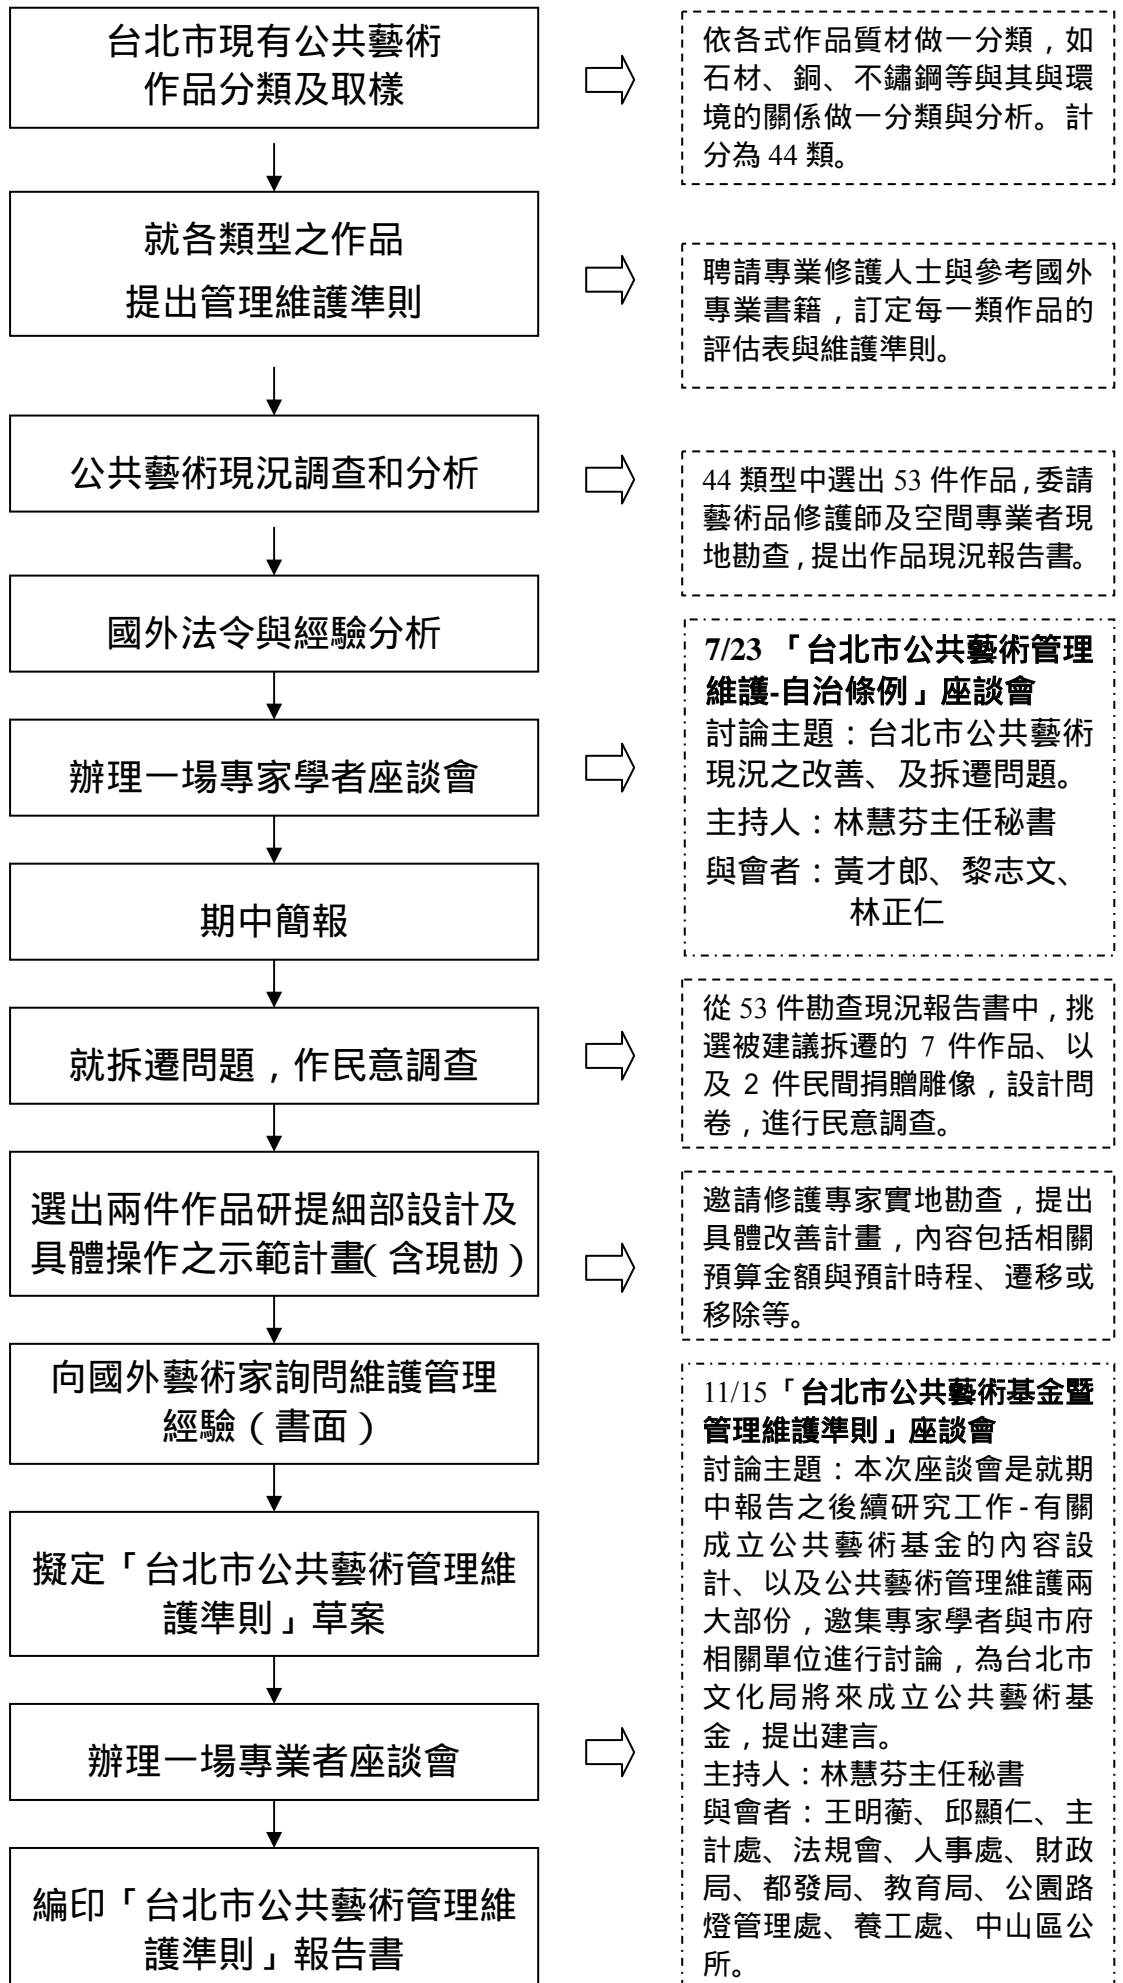 台北市現有公共藝術
作品分類及取樣
依各式作品質材做一分類，如
石材、銅、不鏽鋼等與其與環
境的關係做一分類與分析。計
分為 44 類。
就各類型之作品
提出管理維護準則
聘請專業修護人士與參考國外
專業書籍，訂定每一類作品的
評估表與維護準則。
公共藝術現況調查和分析
44 類型中選出 53 件作品，委請
藝術品修護師及空間專業者現
地勘查，提出作品現況報告書。
國外法令與經驗分析
辦理一場專家學者座談會
7/23 「台北市公共藝術管理
維護-自治條例」座談會
討論主題：台北市公共藝術
現況之改善、及拆遷問題。
主持人：林慧芬主任秘書
與會者：黃才郎、黎志文、
林正仁
期中簡報
就拆遷問題，作民意調查
從 53 件勘查現況報告書中，挑
選被建議拆遷的 7 件作品、以
及 2 件民間捐贈雕像，設計問
卷，進行民意調查。
選出兩件作品研提細部設計及
具體操作之示範計畫（含現勘）
邀請修護專家實地勘查，提出
具體改善計畫，內容包括相關
預算金額與預計時程、遷移或
移除等。
向國外藝術家詢問維護管理
經驗（書面）
擬定「台北市公共藝術管理維
護準則」草案
辦理一場專業者座談會
11/15「台北市公共藝術基金暨
管理維護準則」座談會
討論主題：本次座談會是就期
中報告之後續研究工作-有關
成立公共藝術基金的內容設
計、以及公共藝術管理維護兩
大部份，邀集專家學者與市府
相關單位進行討論，為台北市
文化局將來成立公共藝術基
金，提出建言。
主持人：林慧芬主任秘書
與會者：王明蘅、邱顯仁、主
計處、法規會、人事處、財政
局、都發局、教育局、公園路
燈管理處、養工處、中山區公
所。
編印「台北市公共藝術管理維
護準則」報告書